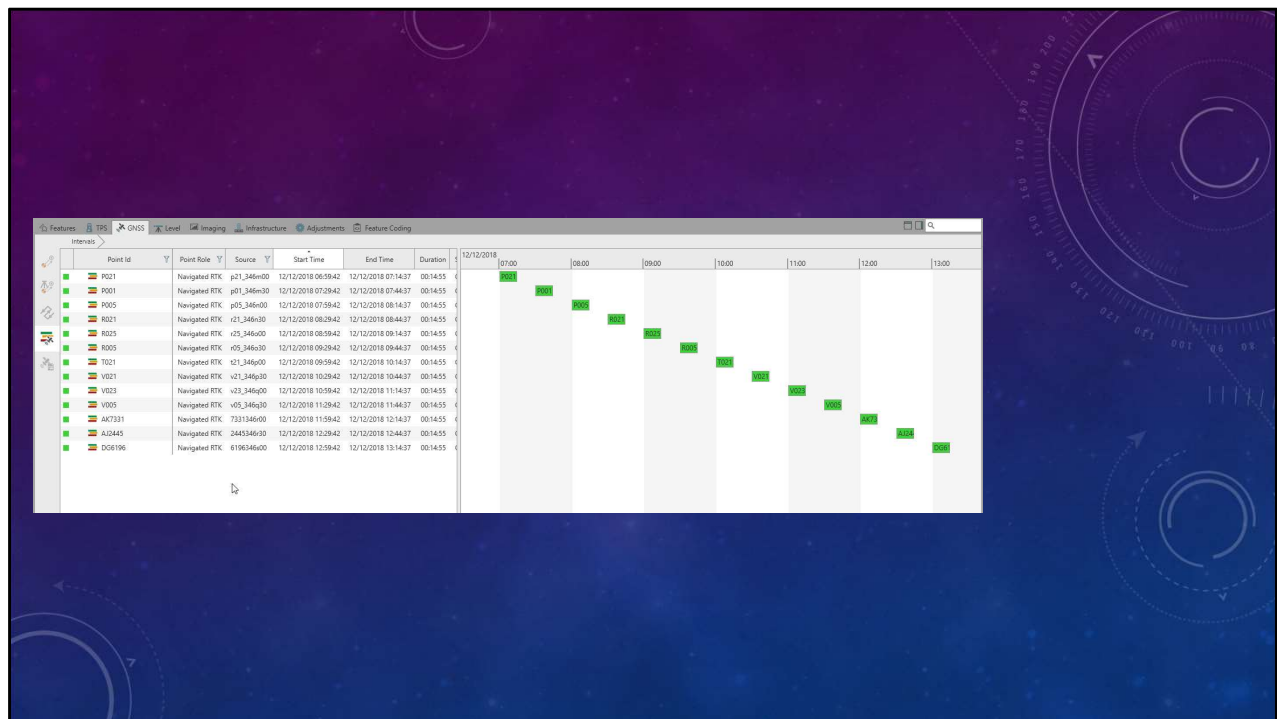 Features TPS GNSS Level Imaging Infrastructure Adjustments Feature Coding
Intervals
Point Id Point Role Source Start Time End Time Duration 12/12/2018 07:00 08:00 09:00 10:00 11:00 12:00 13:00
P021 Navigated RTK p21_346m00 12/12/2018 06:59:42 12/12/2018 07:14:37 00:14:55 P021
P001 Navigated RTK p01_346m30 12/12/2018 07:29:42 12/12/2018 07:44:37 00:14:55 P001
P005 Navigated RTK p05_346n00 12/12/2018 07:59:42 12/12/2018 08:14:37 00:14:55 P005
R021 Navigated RTK r21_346n30 12/12/2018 08:29:42 12/12/2018 08:44:37 00:14:55 R021
R025 Navigated RTK r25_346o00 12/12/2018 08:59:42 12/12/2018 09:14:37 00:14:55 R025
R005 Navigated RTK r05_346o30 12/12/2018 09:29:42 12/12/2018 09:44:37 00:14:55 R005
T021 Navigated RTK t21_346p00 12/12/2018 09:59:42 12/12/2018 10:14:37 00:14:55 T021
V021 Navigated RTK v21_346p30 12/12/2018 10:29:42 12/12/2018 10:44:37 00:14:55 V021
V023 Navigated RTK v23_346q00 12/12/2018 10:59:42 12/12/2018 11:14:37 00:14:55 V023
V005 Navigated RTK v05_346q30 12/12/2018 11:29:42 12/12/2018 11:44:37 00:14:55 V005
AK7331 Navigated RTK 7331346r00 12/12/2018 11:59:42 12/12/2018 12:14:37 00:14:55 AK73
AJ2445 Navigated RTK 2445346r30 12/12/2018 12:29:42 12/12/2018 12:44:37 00:14:55 AJ24
DG6196 Navigated RTK 6196346s00 12/12/2018 12:59:42 12/12/2018 13:14:37 00:14:55 DG61
210
200
190
180
170
160
150
140
130
120
110
100
90
80